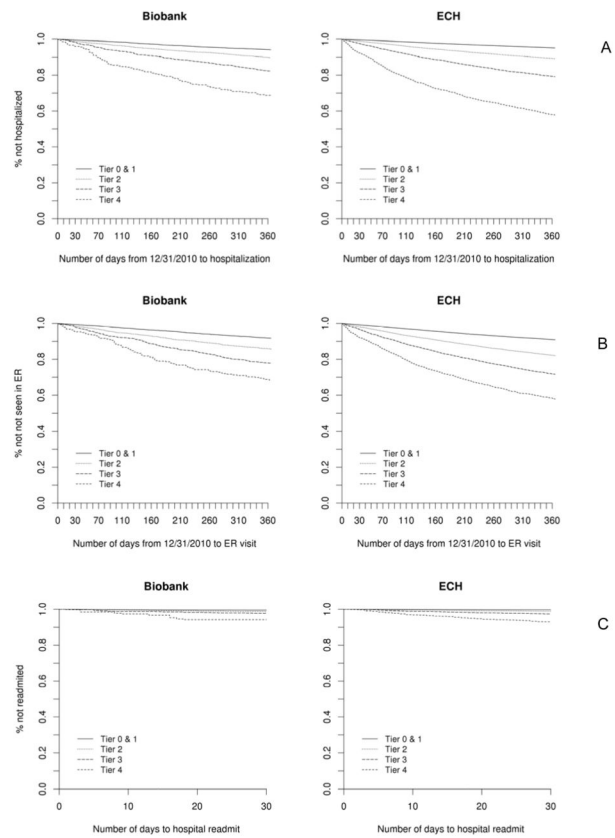 Biobank
ECH
A
% not hospitalized
1.0
0.8
0.6
0.4
0.2
0.0
Tier 0 & 1
Tier 2
Tier 3
Tier 4
0 30 70 110 160 210 260 310 360
Number of days from 12/31/2010 to hospitalization
1.0
0.8
0.6
0.4
0.2
0.0
Tier 0 & 1
Tier 2
Tier 3
Tier 4
0 30 70 110 160 210 260 310 360
Number of days from 12/31/2010 to hospitalization
Biobank
ECH
B
% not not seen in ER
1.0
0.8
0.6
0.4
0.2
0.0
Tier 0 & 1
Tier 2
Tier 3
Tier 4
0 30 70 110 160 210 260 310 360
Number of days from 12/31/2010 to ER visit
1.0
0.8
0.6
0.4
0.2
0.0
Tier 0 & 1
Tier 2
Tier 3
Tier 4
0 30 70 110 160 210 260 310 360
Number of days from 12/31/2010 to ER visit
Biobank
ECH
C
% not readmited
1.0
0.8
0.6
0.4
0.2
0.0
Tier 0 & 1
Tier 2
Tier 3
Tier 4
0 10 20 30
Number of days to hospital readmit
1.0
0.8
0.6
0.4
0.2
0.0
Tier 0 & 1
Tier 2
Tier 3
Tier 4
0 10 20 30
Number of days to hospital readmit